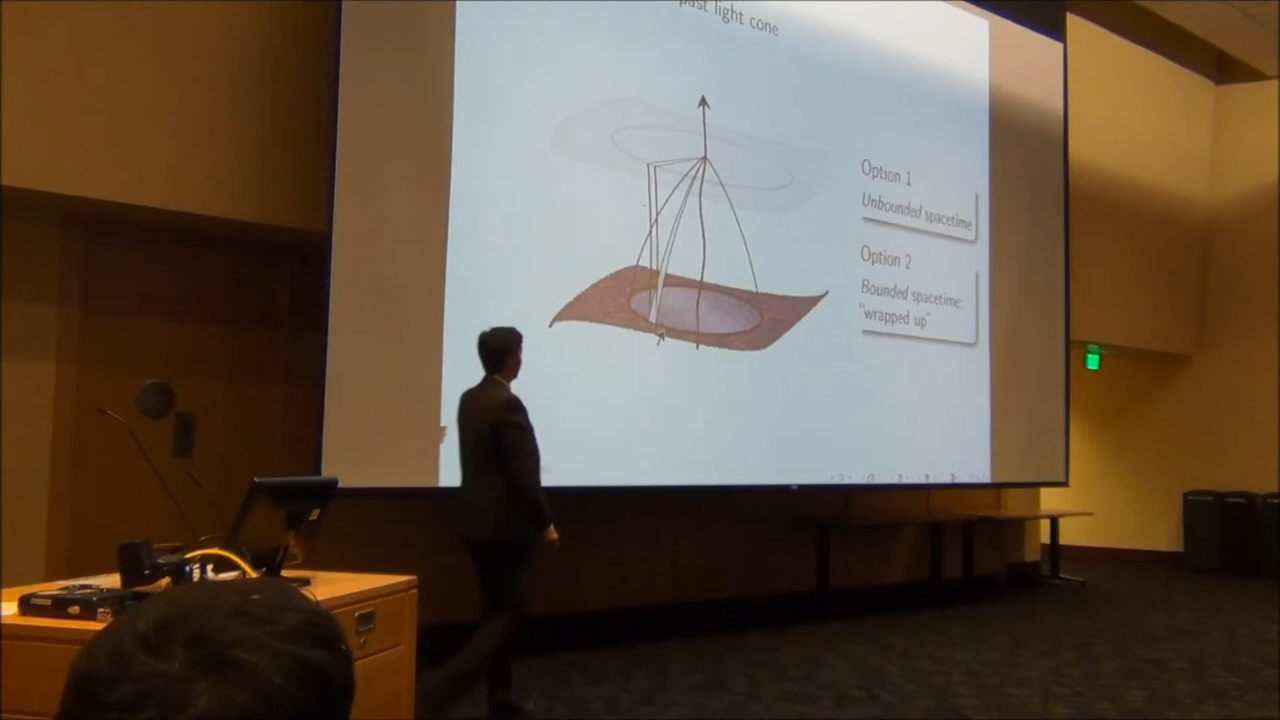 past light cone
Option 1
Unbounded spacetime
Option 2
Bounded spacetime:
"wrapped up"